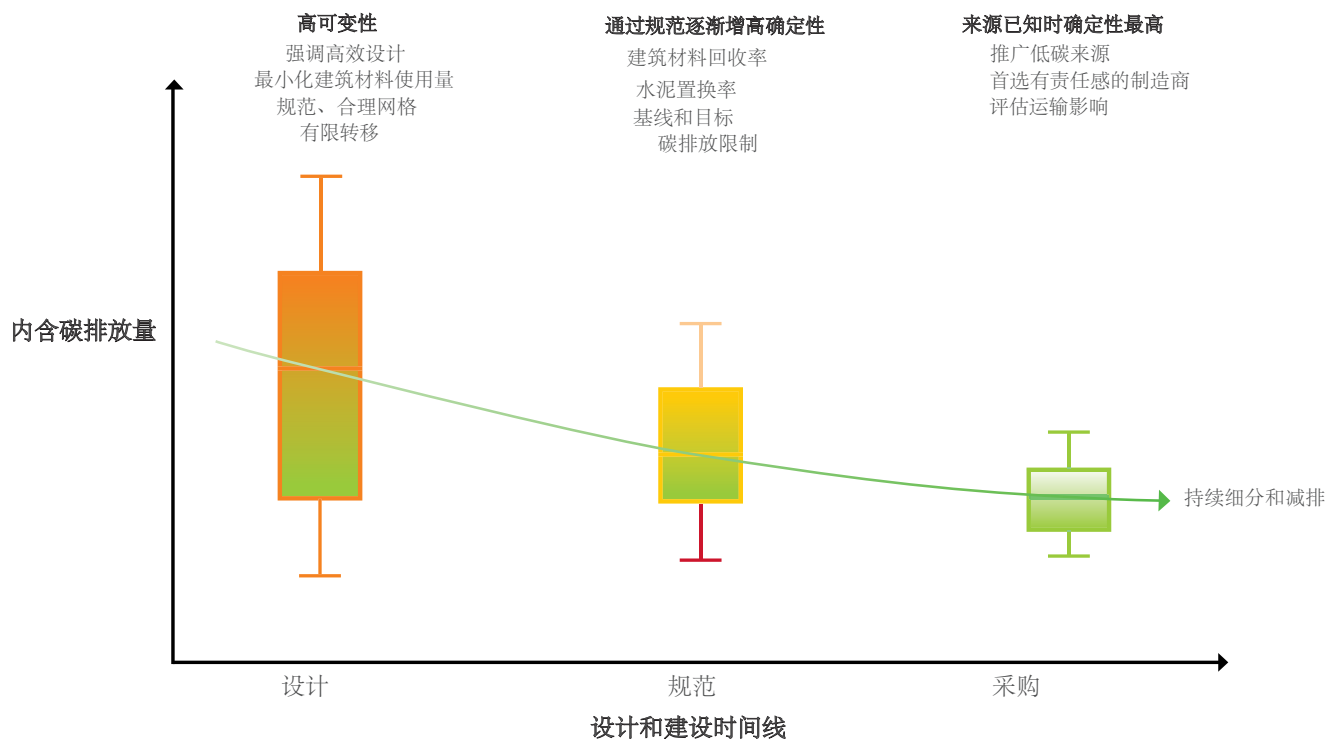 高可变性
强调高效设计
最小化建筑材料使用量
规范、合理网格
有限转移
通过规范逐渐增高确定性
建筑材料回收率
水泥置换率
基线和目标
碳排放限制
来源已知时确定性最高
推广低碳来源
首选有责任感的制造商
评估运输影响
内含碳排放量
持续细分和减排
设计
规范
采购
设计和建设时间线